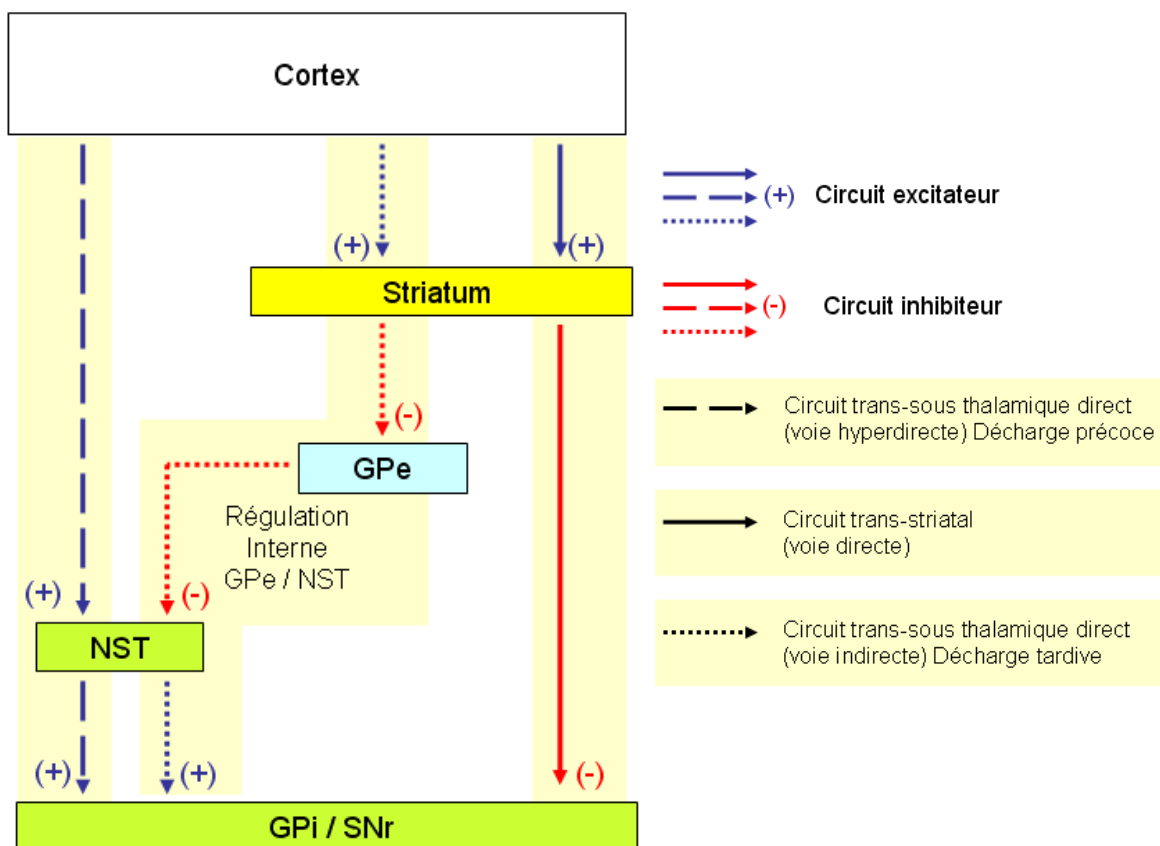 Cortex
(+)
(+)
(+) Circuit excitateur
Striatum
(-) Circuit inhibiteur
(-)
GPe
Régulation
Interne
GPe / NST
(+)
(-)
NST
(+)
(+)
(-)
GPi / SNr
Circuit trans-sous thalamique direct
(voie hyperdirecte) Décharge précoce
Circuit trans-striatal
(voie directe)
Circuit trans-sous thalamique direct
(voie indirecte) Décharge tardive